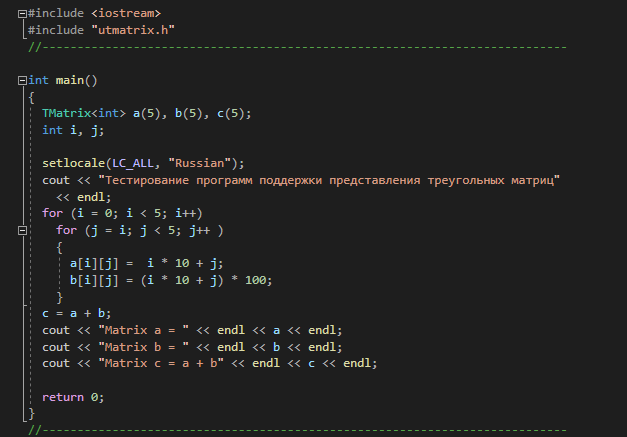 #include <iostream>
#include "utmatrix.h"
//---------------------------------------------------------------------------
int main()
{
TMatrix<int> a(5), b(5), c(5);
int i, j;
setlocale(LC_ALL, "Russian");
cout << "Тестирование программ поддержки представления треугольных матриц"
<< endl;
for (i = 0; i < 5; i++)
for (j = i; j < 5; j++ )
{
a[i][j] =  i * 10 + j;
b[i][j] = (i * 10 + j) * 100;
}
c = a + b;
cout << "Matrix a = " << endl << a << endl;
cout << "Matrix b = " << endl << b << endl;
cout << "Matrix c = a + b" << endl << c << endl;
return 0;
}
//---------------------------------------------------------------------------